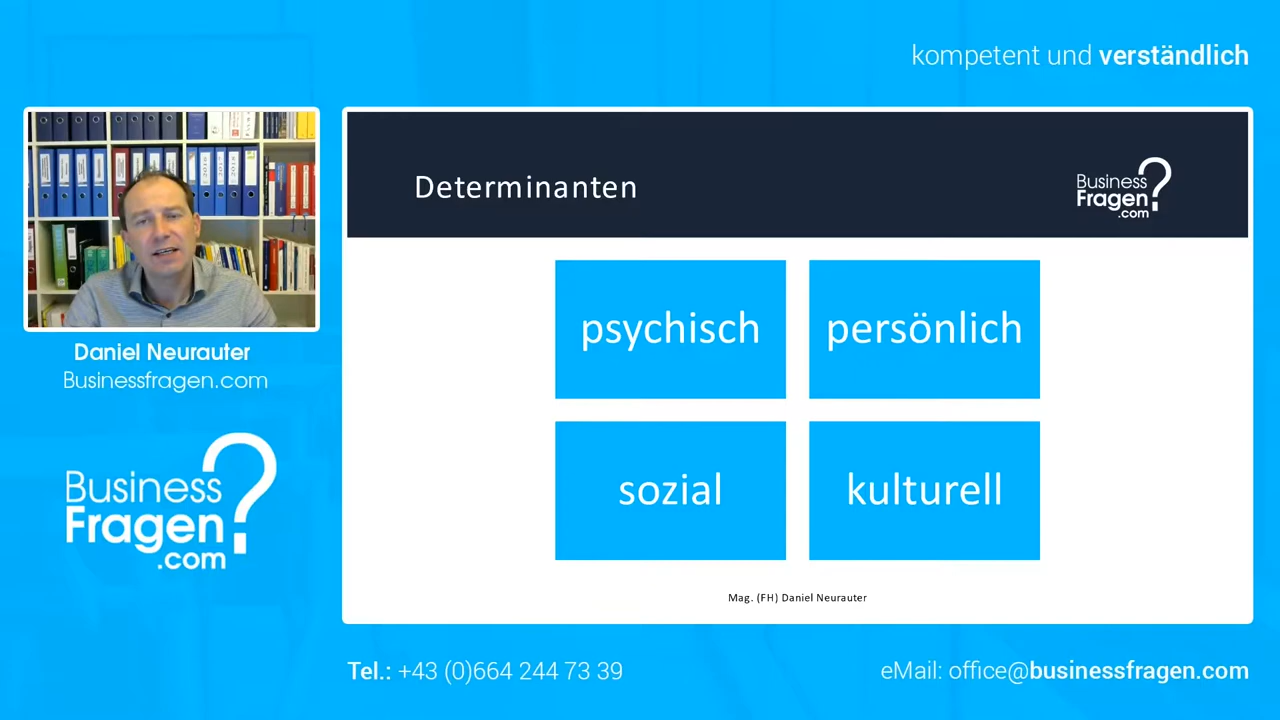 kompetent und verständlich
Determinanten
Business
Fragen
.com
psychisch
persönlich
sozial
kulturell
Mag. (FH) Daniel Neurauter
Daniel Neurauter
Businessfragen.com
Business
Fragen
.com
Tel.: +43 (0)664 244 73 39
eMail: office@businessfragen.com